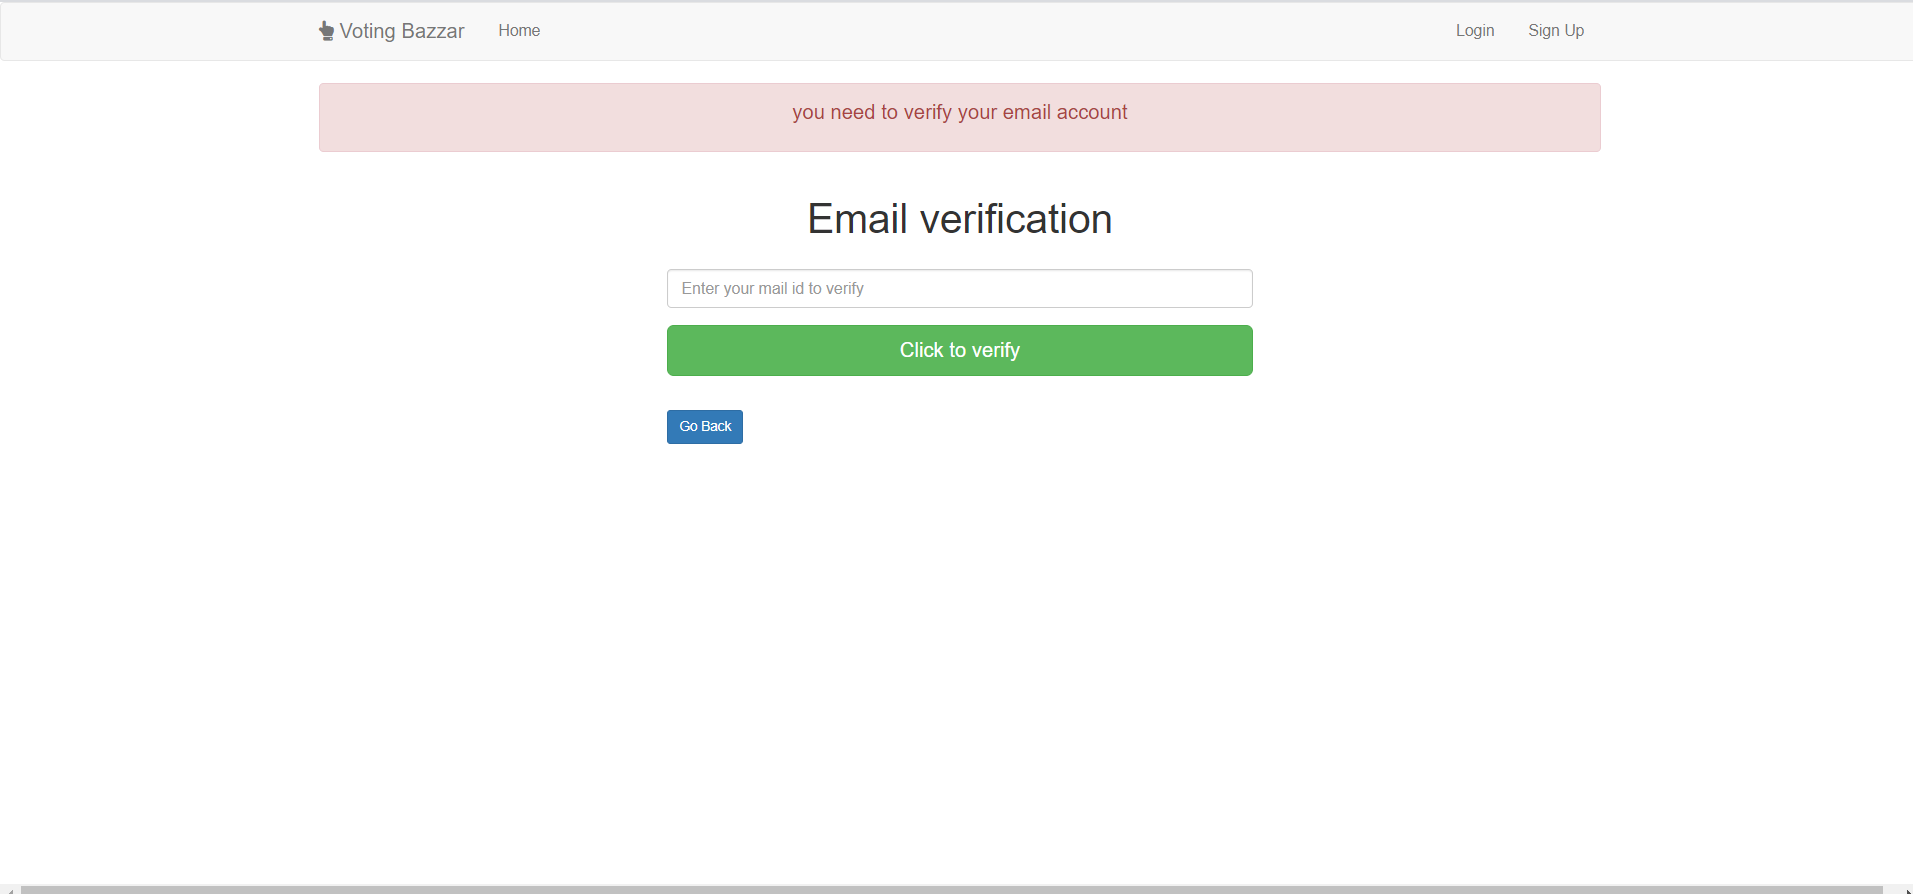 Voting Bazzar Home Login Sign Up
you need to verify your email account
Email verification
Enter your mail id to verify
Click to verify
Go Back